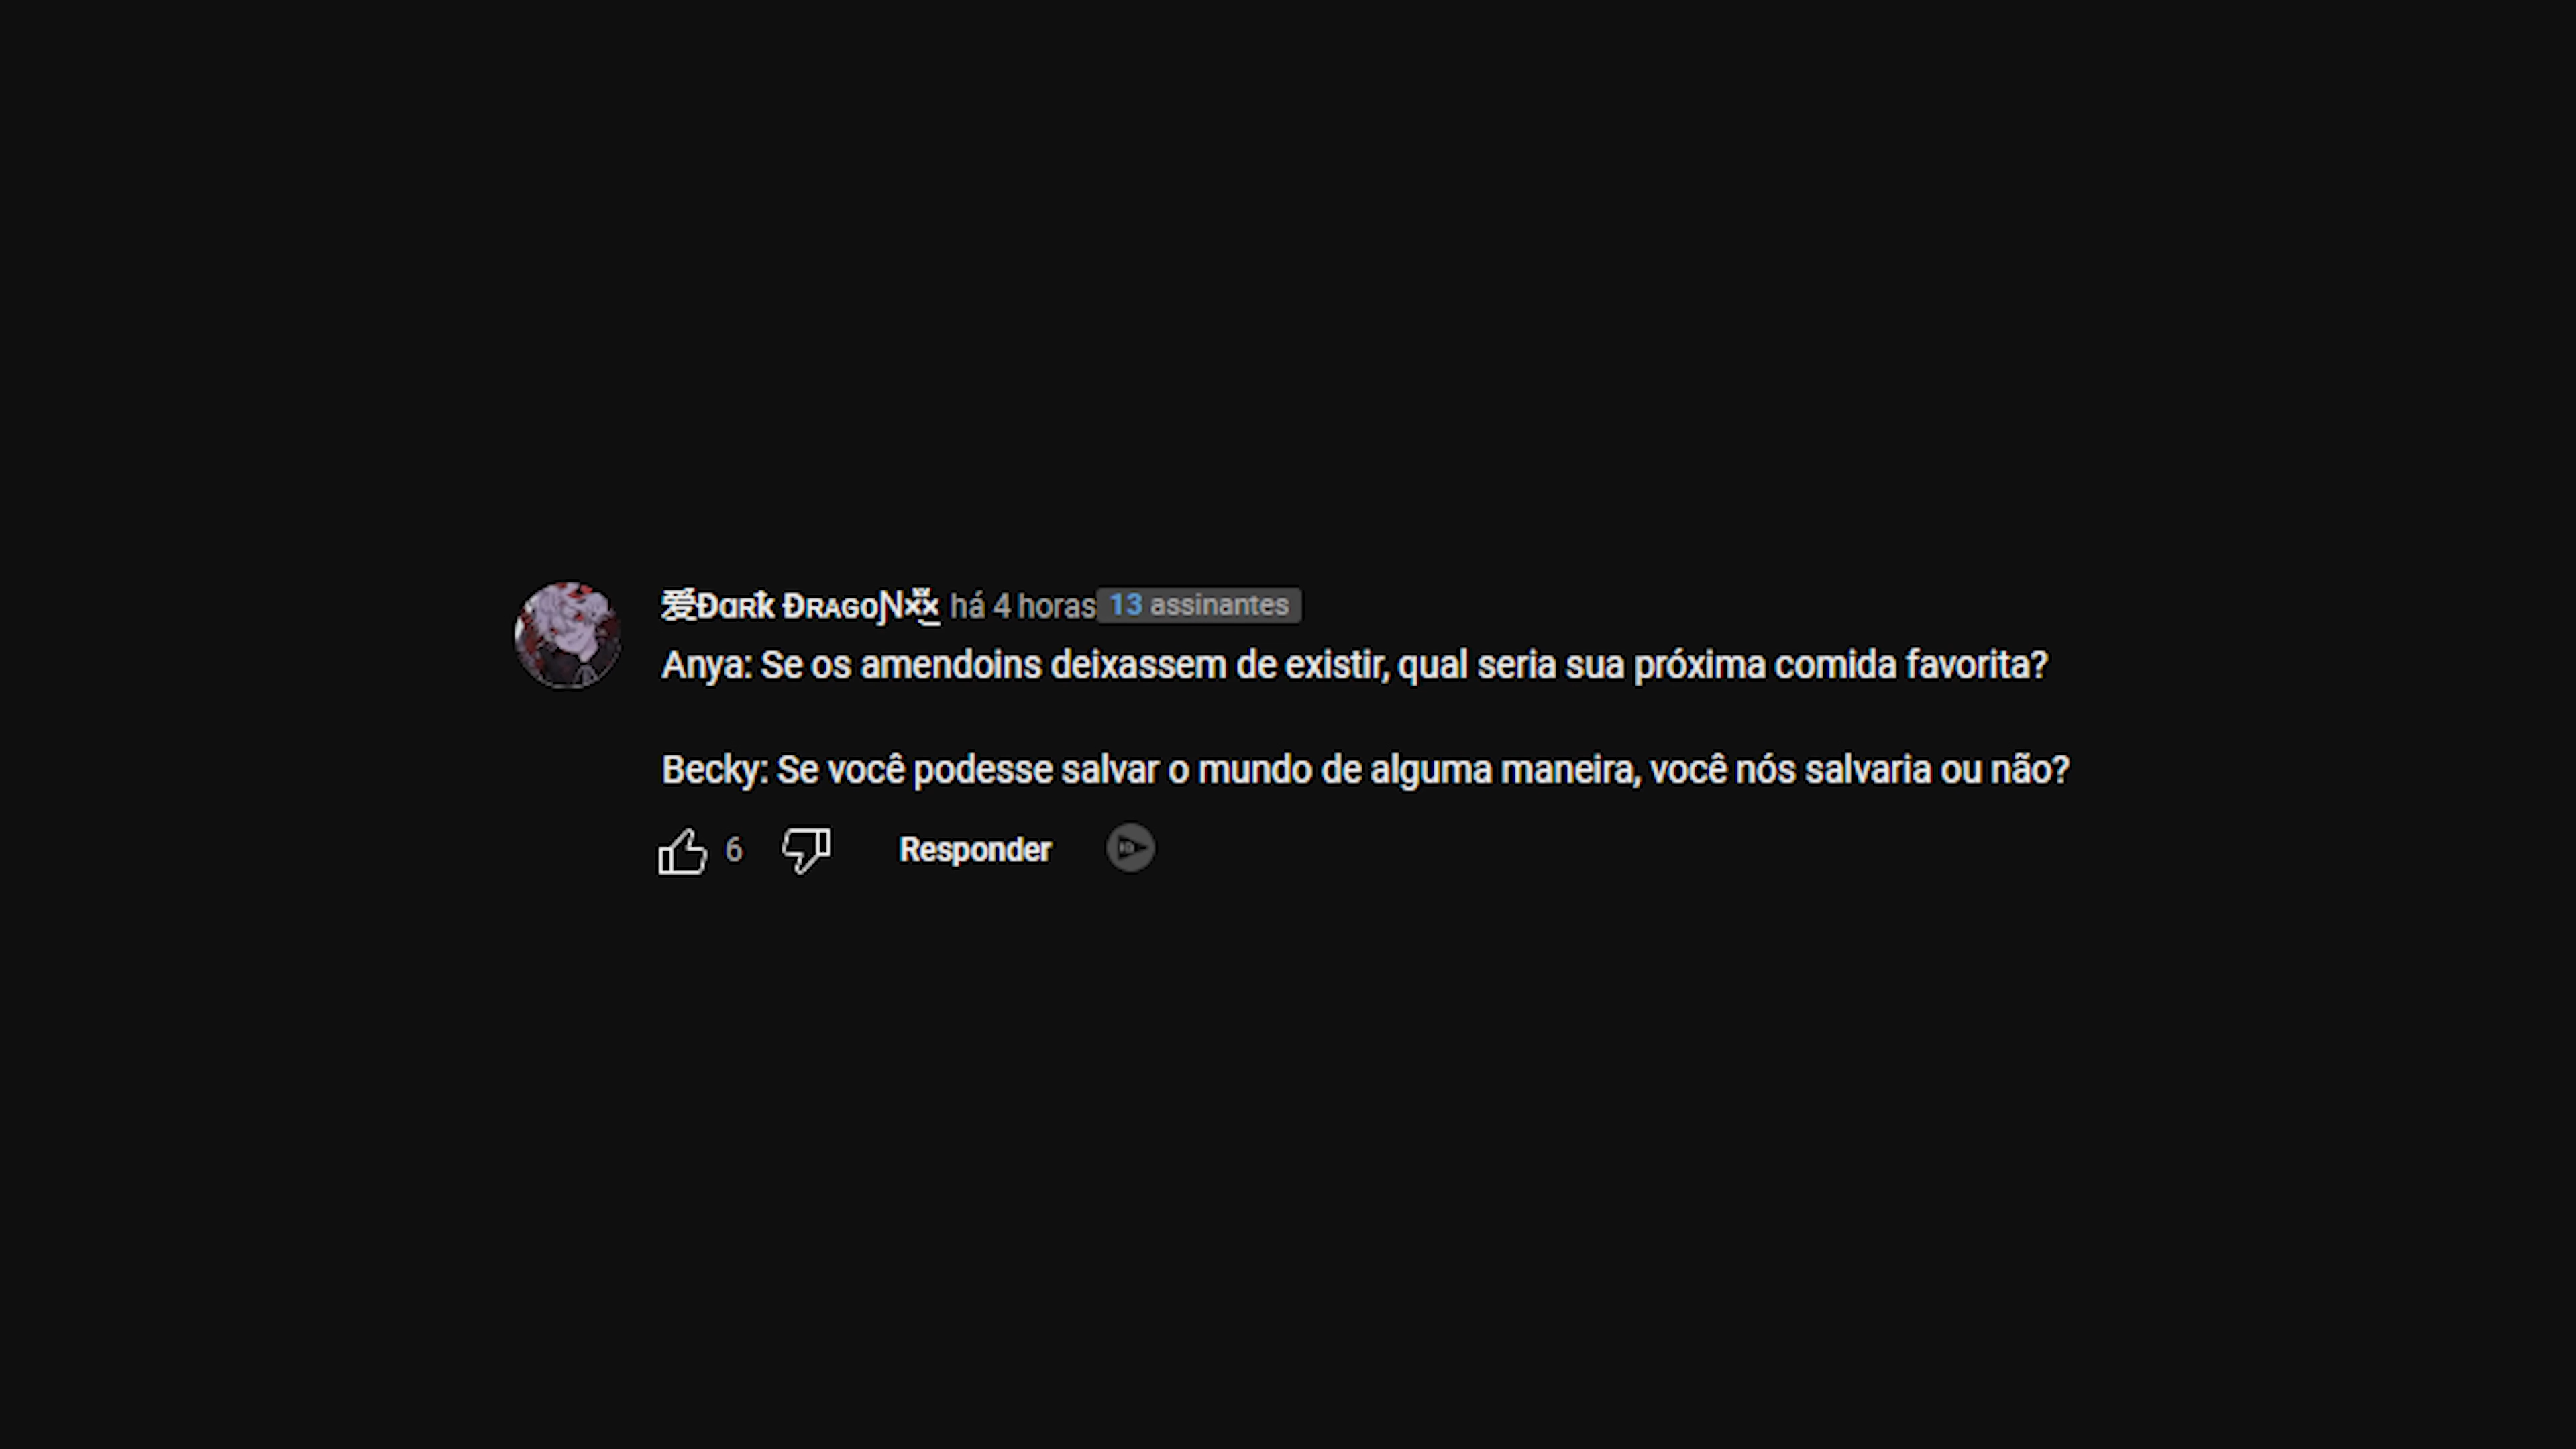 爱ĐɑʀƘ ĐʀᴀɢᴏƝ×͜× há 4 horas 13 assinantes
Anya: Se os amendoins deixassem de existir, qual seria sua próxima comida favorita?
Becky: Se você podesse salvar o mundo de alguma maneira, você nós salvaria ou não?
6 Responder